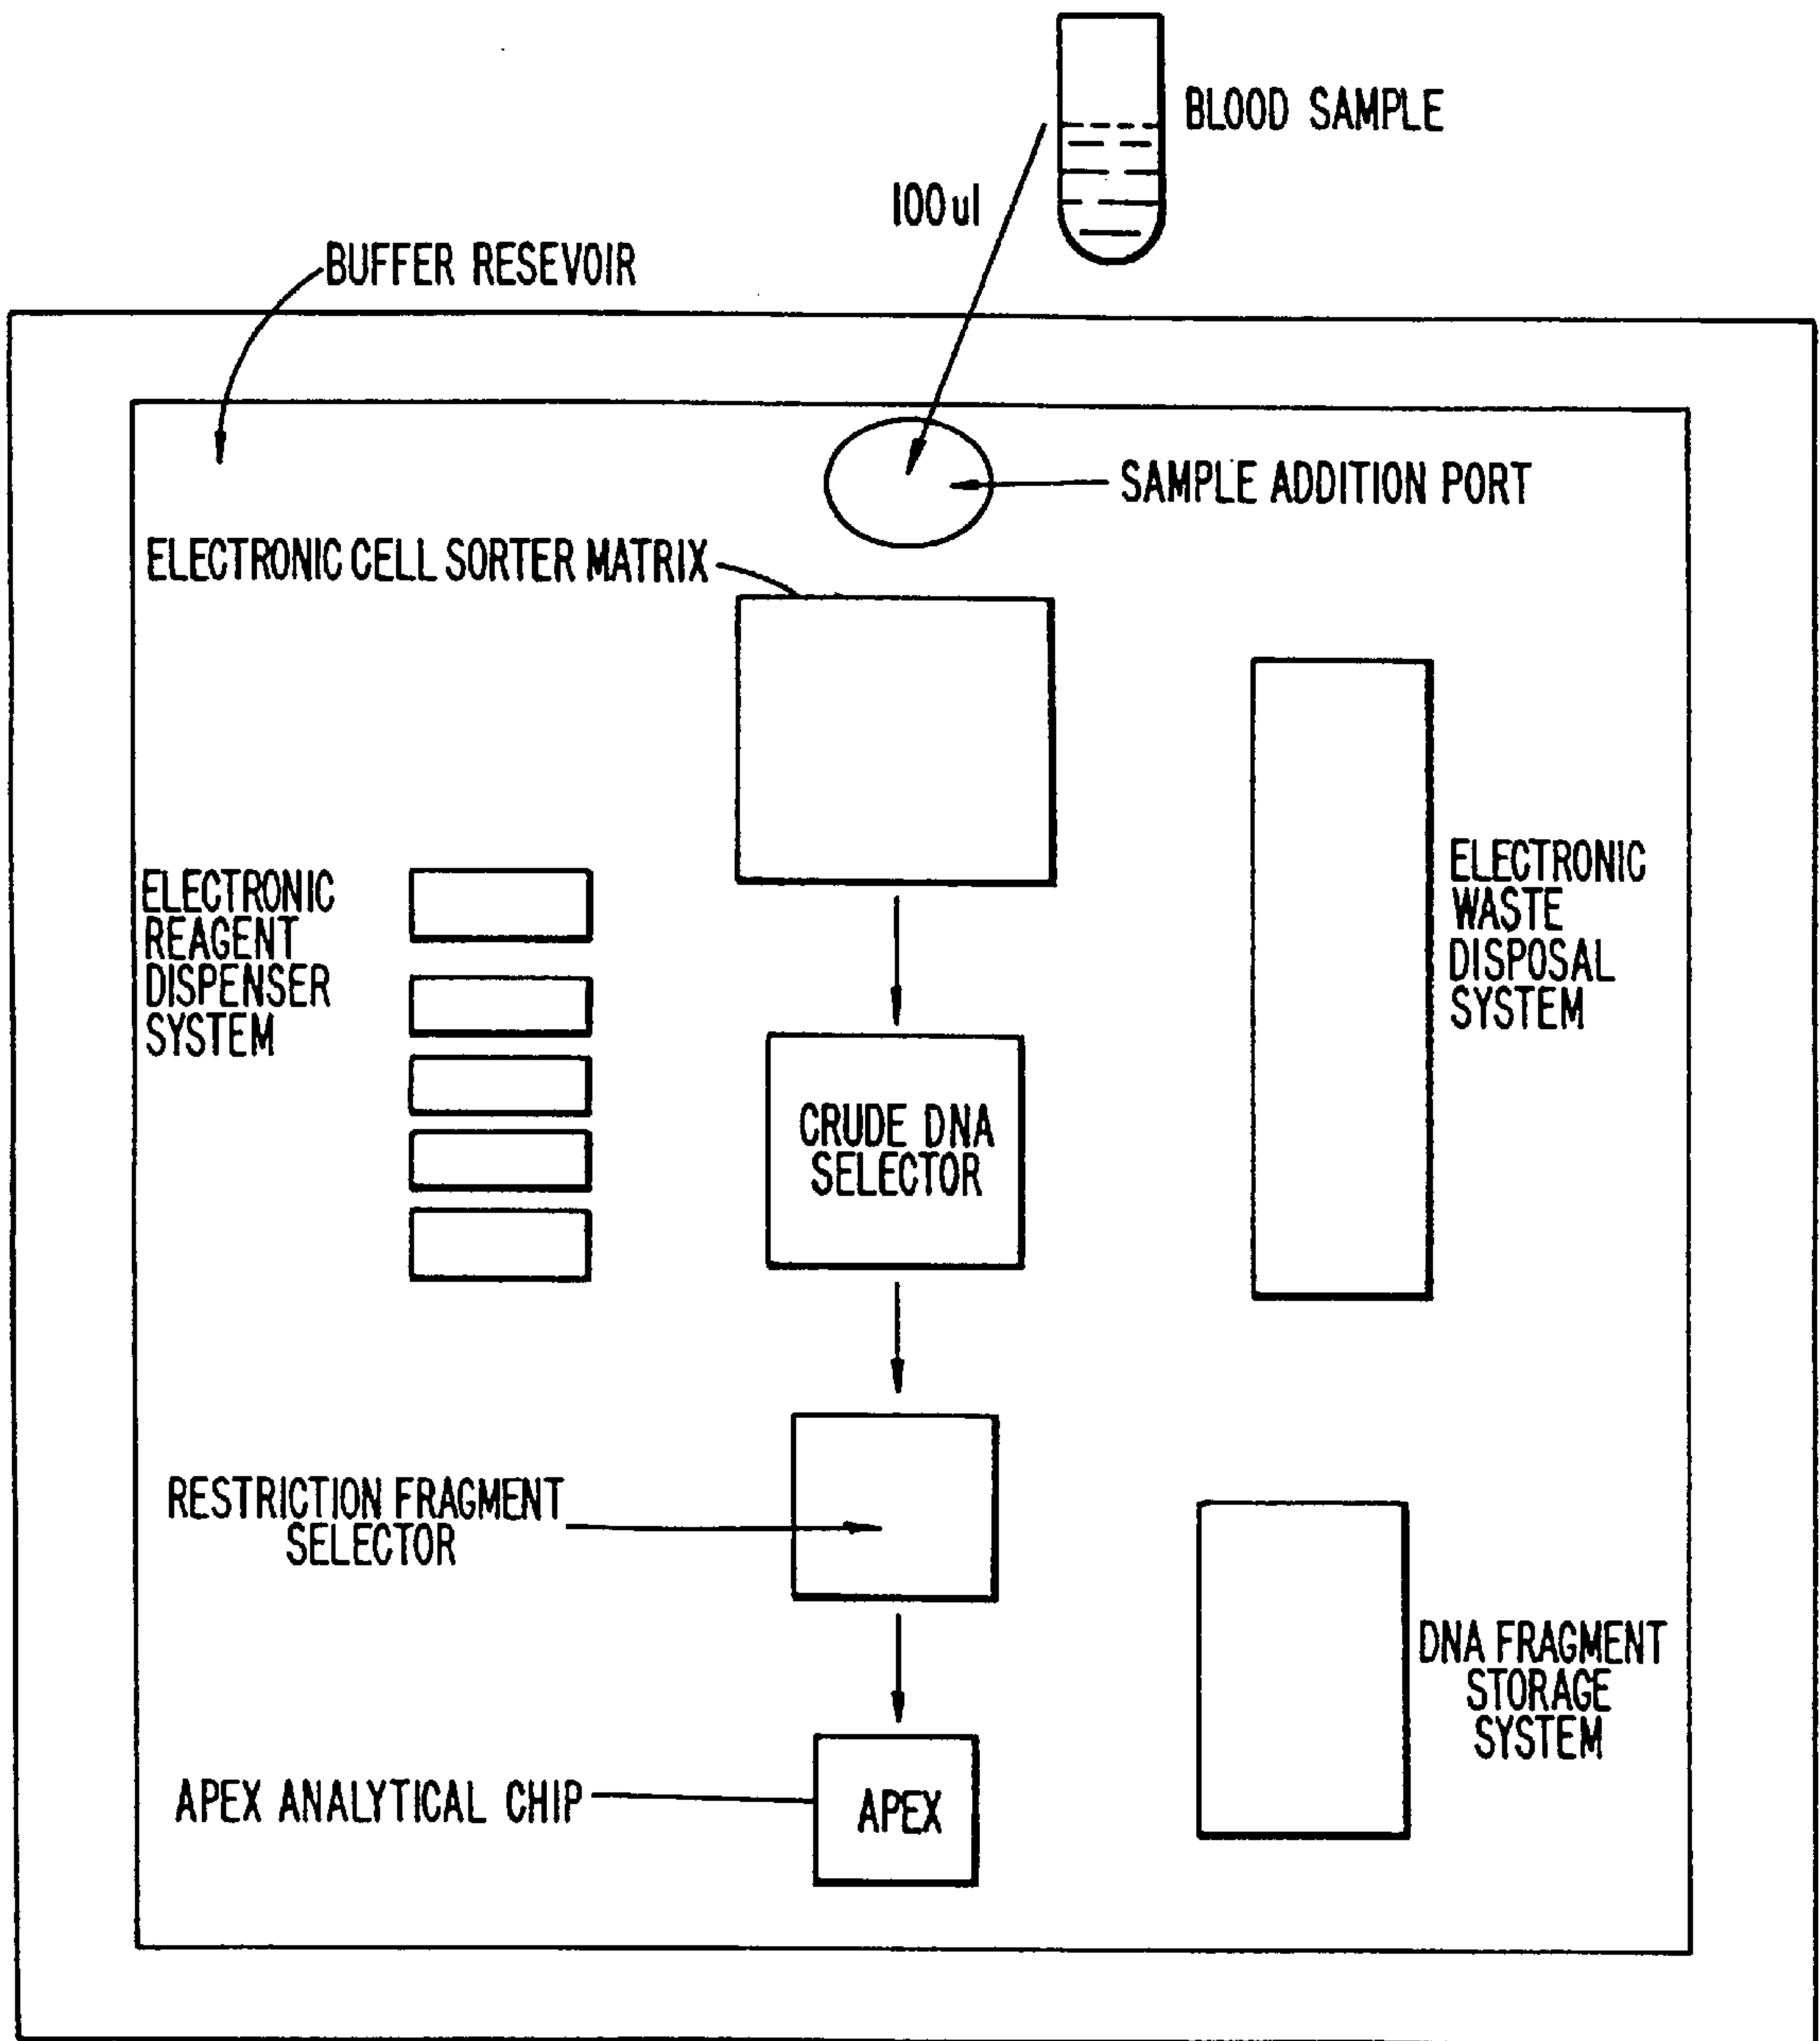 BLOOD SAMPLE
100ul
BUFFER RESEVOIR
SAMPLE ADDITION PORT
ELECTRONIC CELL SORTER MATRIX
ELECTRONIC
REAGENT
DISPENSER
SYSTEM
ELECTRONIC
WASTE
DISPOSAL
SYSTEM
CRUDE DNA
SELECTOR
RESTRICTION FRAGMENT
SELECTOR
DNA FRAGMENT
STORAGE
SYSTEM
APEX ANALYTICAL CHIP
APEX